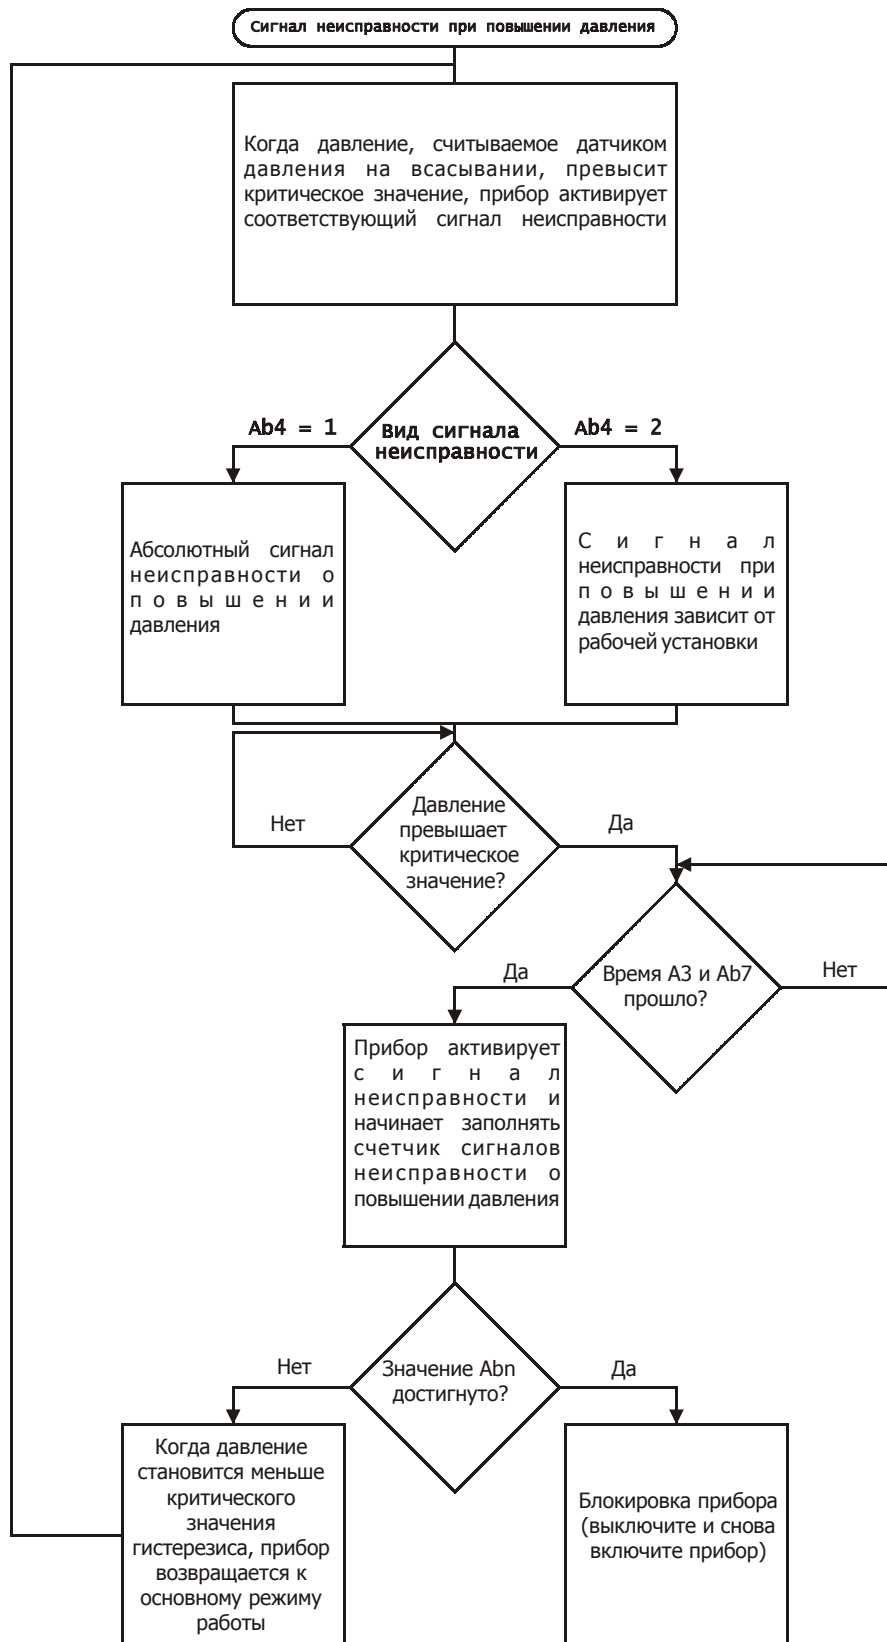 Сигнал неисправности при повышении давления
Когда давление, считываемое датчиком
давления на всасывании, превысит
критическое значение, прибор активирует
соответствующий сигнал неисправности
Ab4 = 1
Вид сигнала
неисправности
Ab4 = 2
Абсолютный сигнал
неисправности о
повышении
давления
Сигнал
неисправности при
повышении
давления зависит от
рабочей установки
Нет
Давление
превышает
критическое
значение?
Да
Да
Время A3 и Ab7
прошло?
Нет
Прибор активирует
сигнал
неисправности и
начинает заполнять
счетчик сигналов
неисправности о
повышении давления
Нет
Значение Abn
достигнуто?
Да
Когда давление
становится меньше
критического
значения
гистерезиса, прибор
возвращается к
основному режиму
работы
Блокировка прибора
(выключите и снова
включите прибор)